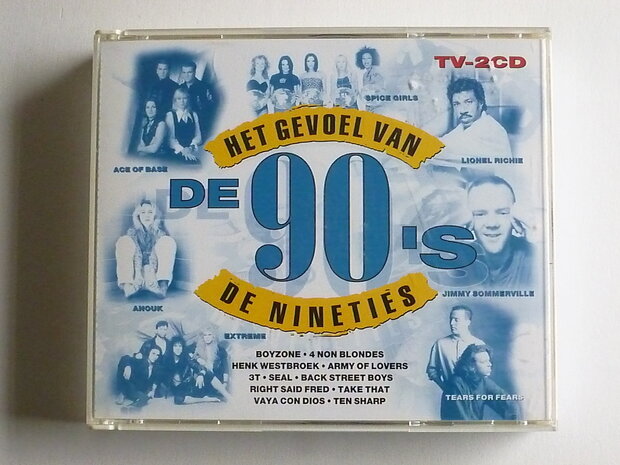 TV-2CD
SPICE GIRLS
HET GEVOEL VAN
LIONEL RICHIE
ACE OF BASE
DE 90'S
JIMMY SOMMERVILLE
DE NINETIES
ANOUK
EXTREME
BOYZONE • 4 NON BLONDES
HENK WESTBROEK • ARMY OF LOVERS
3T • SEAL • BACK STREET BOYS
RIGHT SAID FRED • TAKE THAT
VAYA CON DIOS • TEN SHARP
TEARS FOR FEARS